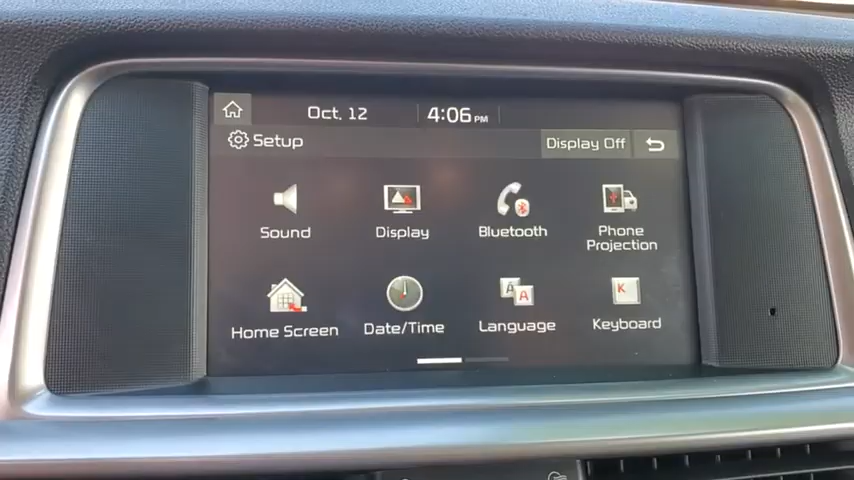 Oct. 12
4:06 PM
Setup
Display Off
Sound
Display
Bluetooth
Phone
Projection
A
A
K
Home Screen
Date/Time
Language
Keyboard